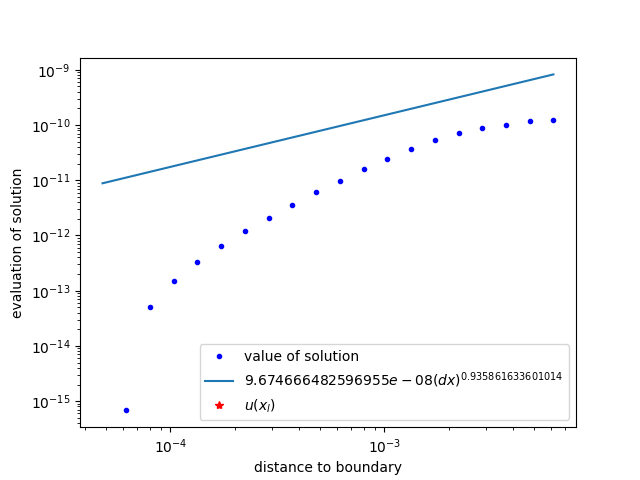 10⁻⁹
10⁻¹⁰
10⁻¹¹
10⁻¹²
10⁻¹³
10⁻¹⁴
10⁻¹⁵
evaluation of solution
value of solution
9.674666482596955e − 08(dx)^0.935861633601014
u(x_l)
10⁻⁴ 10⁻³
distance to boundary